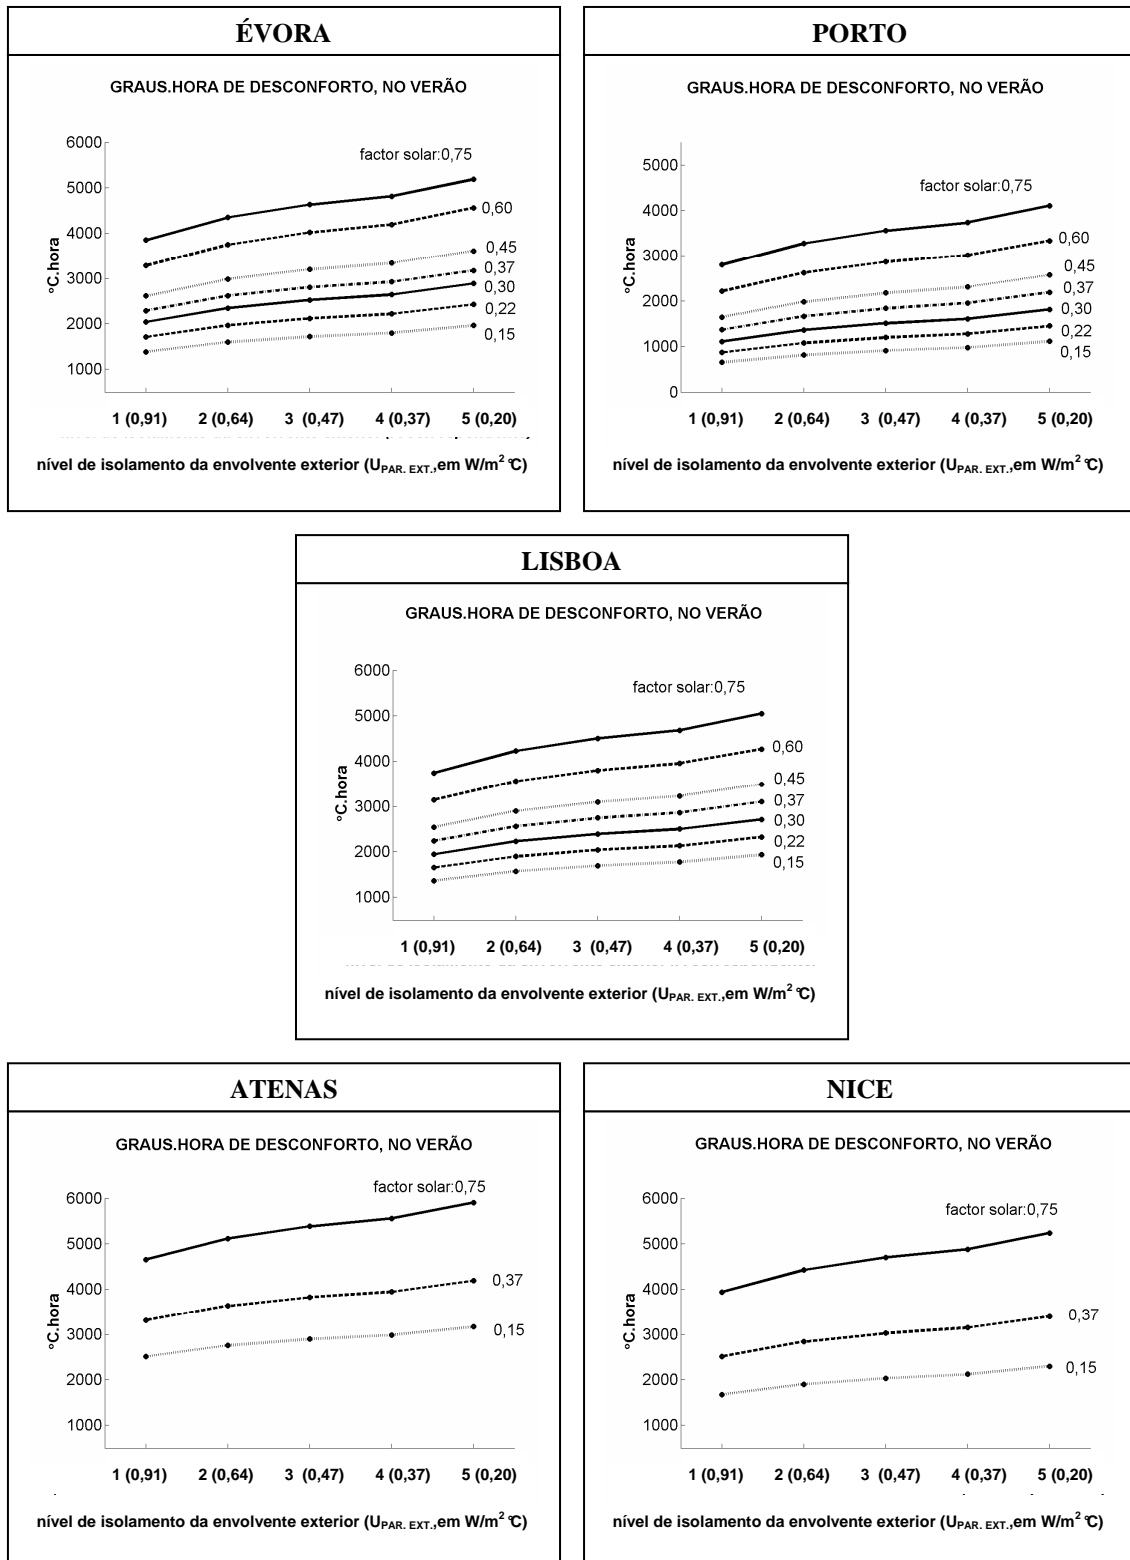 ÉVORA
GRAUS.HORA DE DESCONFORTO, NO VERÃO
6000
factor solar:0,75
5000
0,60
4000
0,45
°C.hora
3000
0,37
0,30
2000
0,22
0,15
1000
1 (0,91) 2 (0,64) 3 (0,47) 4 (0,37) 5 (0,20)
nível de isolamento da envolvente exterior (UPAR. EXT.,em W/m² °C)
PORTO
GRAUS.HORA DE DESCONFORTO, NO VERÃO
5000
factor solar:0,75
4000
0,60
3000
0,45
°C.hora
0,37
2000
0,30
0,22
1000
0,15
0
1 (0,91) 2 (0,64) 3 (0,47) 4 (0,37) 5 (0,20)
nível de isolamento da envolvente exterior (UPAR. EXT.,em W/m² °C)
LISBOA
GRAUS.HORA DE DESCONFORTO, NO VERÃO
6000
factor solar:0,75
5000
0,60
4000
0,45
°C.hora
3000
0,37
0,30
2000
0,22
0,15
1000
1 (0,91) 2 (0,64) 3 (0,47) 4 (0,37) 5 (0,20)
nível de isolamento da envolvente exterior (UPAR. EXT.,em W/m² °C)
ATENAS
GRAUS.HORA DE DESCONFORTO, NO VERÃO
factor solar:0,75
6000
5000
4000
0,37
°C.hora
3000
0,15
2000
1000
1 (0,91) 2 (0,64) 3 (0,47) 4 (0,37) 5 (0,20)
nível de isolamento da envolvente exterior (UPAR. EXT.,em W/m² °C)
NICE
GRAUS.HORA DE DESCONFORTO, NO VERÃO
6000
factor solar:0,75
5000
4000
0,37
°C.hora
3000
0,15
2000
1000
1 (0,91) 2 (0,64) 3 (0,47) 4 (0,37) 5 (0,20)
nível de isolamento da envolvente exterior (UPAR. EXT.,em W/m² °C)